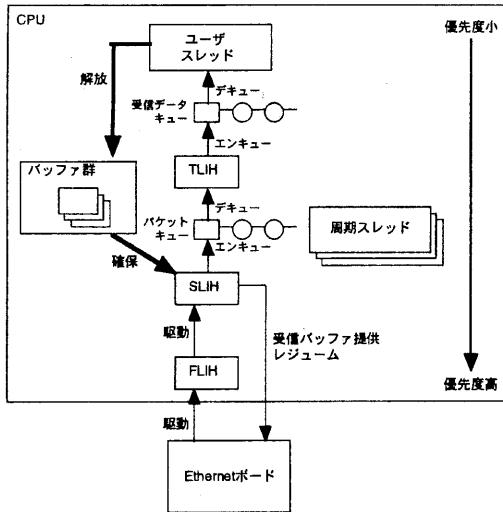 CPU
優先度小
ユーザ
スレッド
解放
デキュー
受信データ
キュー
エンキュー
バッファ群
TLIH
デキュー
パケット
キュー
エンキュー
周期スレッド
確保
SLIH
駆動
受信バッファ提供
レジューム
FLIH
優先度高
駆動
Ethernetボード